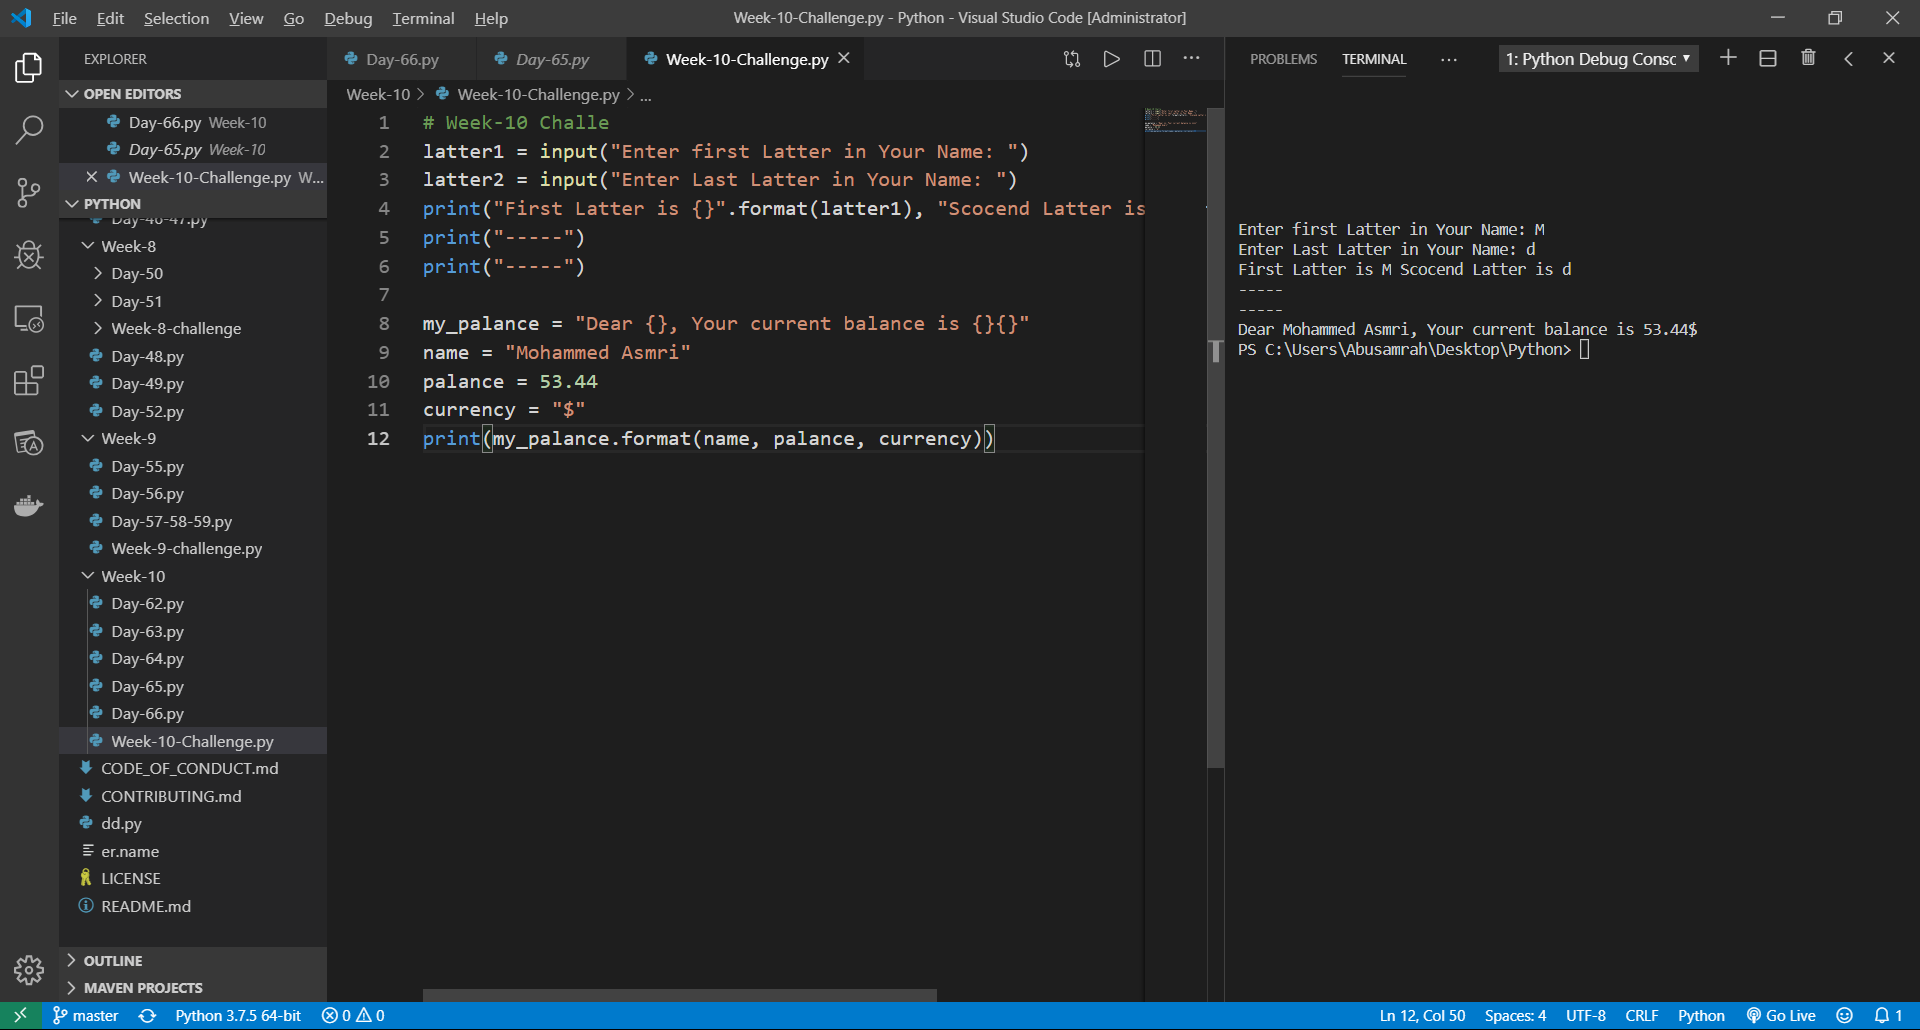 File Edit Selection View Go Debug Terminal Help
Week-10-Challenge.py - Python - Visual Studio Code [Administrator]
EXPLORER
OPEN EDITORS
Day-66.py Week-10
Day-65.py Week-10
Week-10-Challenge.py W...
PYTHON
Day-46-47.py
Week-8
Day-50
Day-51
Week-8-challenge
Day-48.py
Day-49.py
Day-52.py
Week-9
Day-55.py
Day-56.py
Day-57-58-59.py
Week-9-challenge.py
Week-10
Day-62.py
Day-63.py
Day-64.py
Day-65.py
Day-66.py
Week-10-Challenge.py
CODE_OF_CONDUCT.md
CONTRIBUTING.md
dd.py
er.name
LICENSE
README.md
OUTLINE
MAVEN PROJECTS
Day-66.py Day-65.py Week-10-Challenge.py
Week-10 > Week-10-Challenge.py > ...
1 # Week-10 Challe
2 latter1 = input("Enter first Latter in Your Name: ")
3 latter2 = input("Enter Last Latter in Your Name: ")
4 print("First Latter is {}".format(latter1), "Scocend Latter is
5 print("-----")
6 print("-----")
7
8 my_palance = "Dear {}, Your current balance is {}{}"
9 name = "Mohammed Asmri"
10 palance = 53.44
11 currency = "$"
12 print(my_palance.format(name, palance, currency))
PROBLEMS TERMINAL ... 1: Python Debug Consc
Enter first Latter in Your Name: M
Enter Last Latter in Your Name: d
First Latter is M Scocend Latter is d
-----
-----
Dear Mohammed Asmri, Your current balance is 53.44$
PS C:\Users\Abusamrah\Desktop\Python>
master Python 3.7.5 64-bit 0 0 Ln 12, Col 50 Spaces: 4 UTF-8 CRLF Python Go Live 1